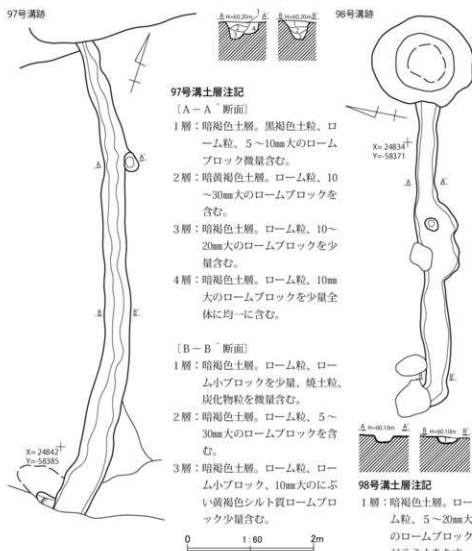 97号溝跡
A H=60.20m A'
1
4
B H=60.20m B'
98号溝跡
97号溝土層注記
〔A-A´断面〕
1層：暗褐色土層。黒褐色土粒、ロ
ーム粒、5～10㎜大のローム
ブロック微量含む。
2層：暗黄褐色土層。ローム粒、10
～30㎜大のロームブロックを
含む。
3層：暗褐色土層。ローム粒、10～
20㎜大のロームブロックを少
量含む。
4層：暗褐色土層。ローム粒、10㎜
大のロームブロックを少量全
体に均一に含む。
〔B-B´断面〕
1層：暗褐色土層。ローム粒、ロー
ム小ブロックを少量、焼土粒、
炭化物粒を微量含む。
2層：暗褐色土層。ローム粒、5～
30㎜大のロームブロックを含
む。
3層：暗褐色土層。ローム粒、ロー
ム小ブロック、10㎜大のにぶ
い黄褐色シルト質ロームブロ
ック少量含む。
A A'
B B'
X= 24842
Y=-58385
0 1:60 2m
X= 24834
Y=-58371
A A'
B B'
A H=60.10m A'
B H=60.10m B'
98号溝土層注記
1層：暗褐色土層。ロー
ム粒、5～20㎜大
のロームブロック